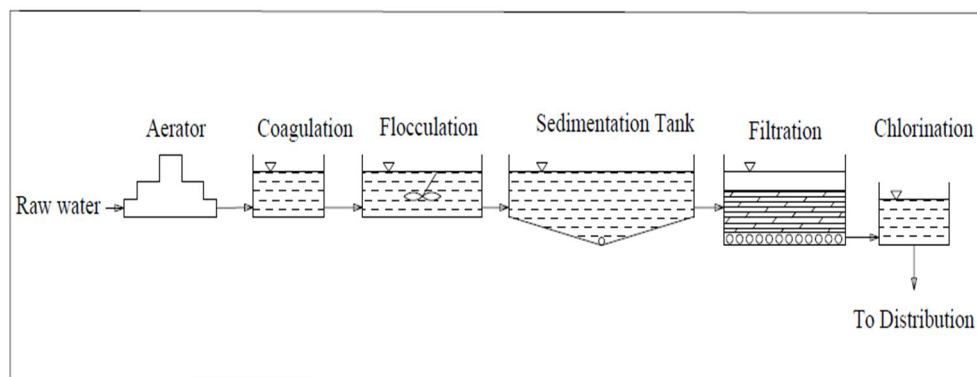 Aerator
Coagulation
Flocculation
Sedimentation Tank
Filtration
Chlorination
Raw water
To Distribution